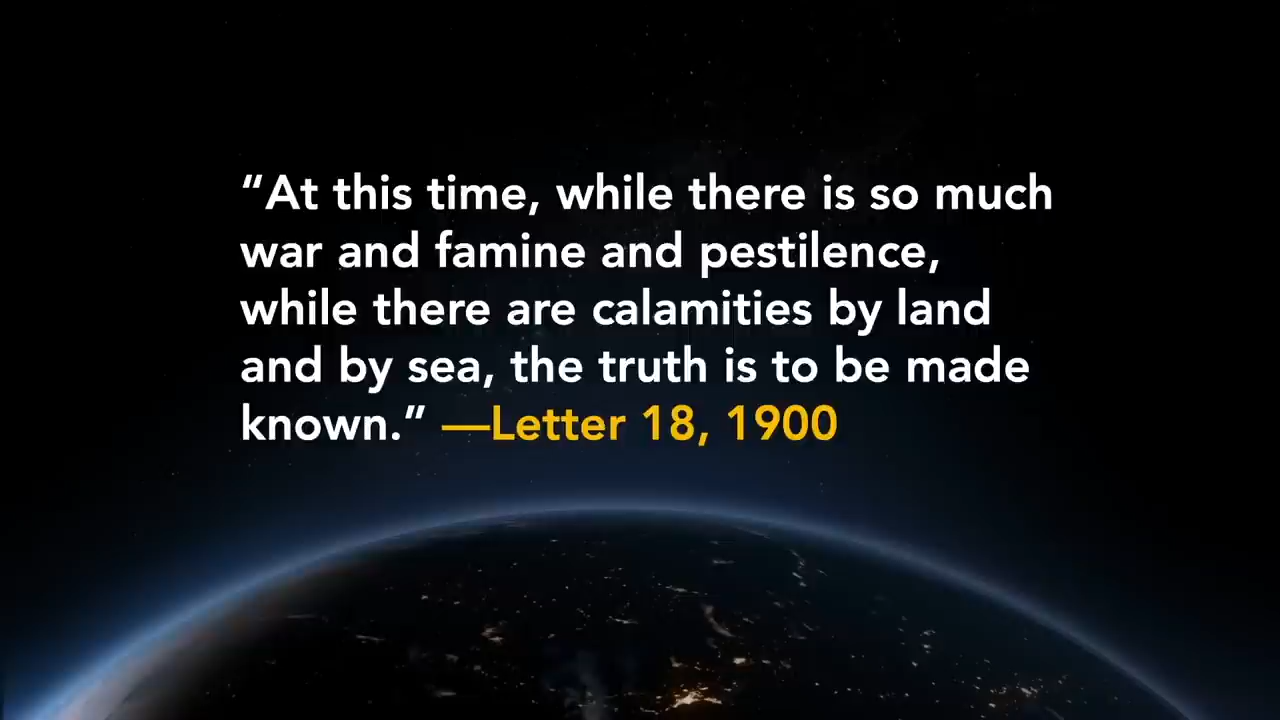 “At this time, while there is so much
war and famine and pestilence,
while there are calamities by land
and by sea, the truth is to be made
known.” —Letter 18, 1900